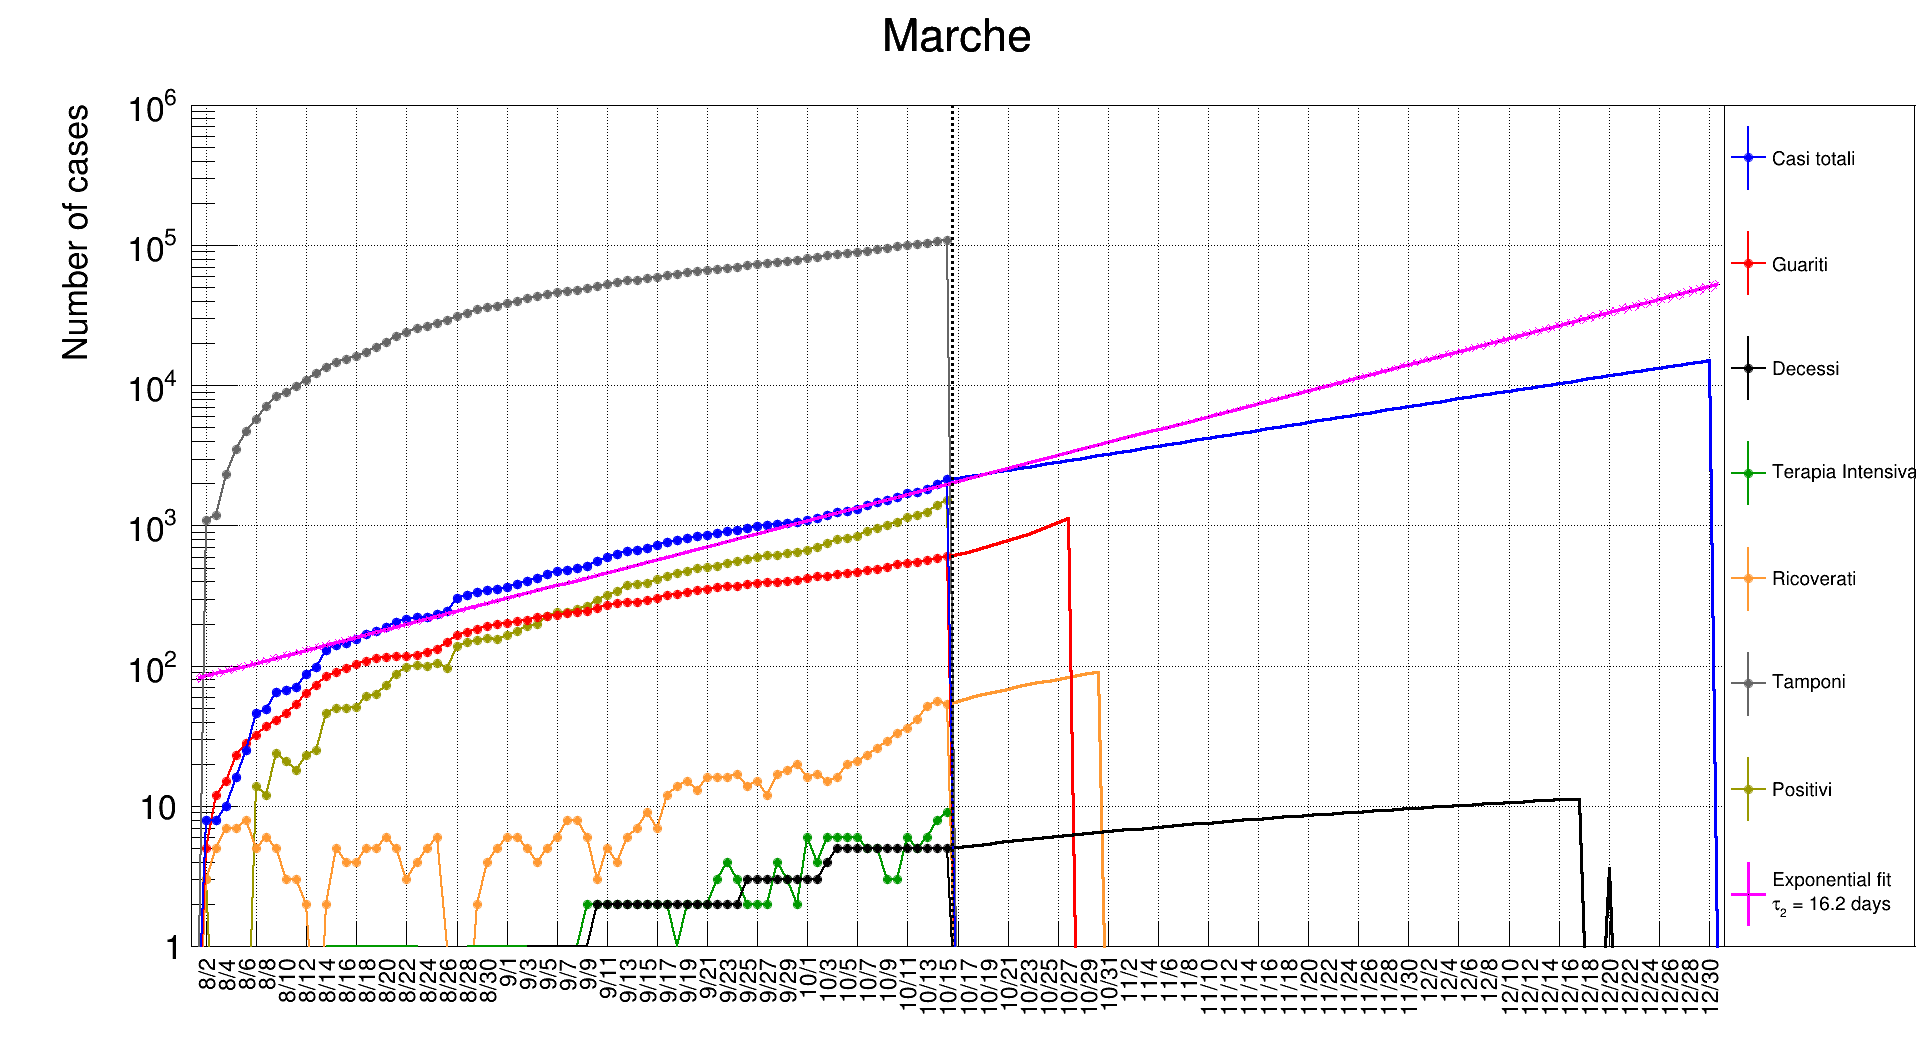 Marche
Number of cases
10^6
10^5
10^4
10^3
10^2
10
1
8/2 8/4 8/6 8/8 8/10 8/12 8/14 8/16 8/18 8/20 8/22 8/24 8/26 8/28 8/30 9/1 9/3 9/5 9/7 9/9 9/11 9/13 9/15 9/17 9/19 9/21 9/23 9/25 9/27 9/29 10/1 10/3 10/5 10/7 10/9 10/11 10/13 10/15 10/17 10/19 10/21 10/23 10/25 10/27 10/29 10/31 11/2 11/4 11/6 11/8 11/10 11/12 11/14 11/16 11/18 11/20 11/22 11/24 11/26 11/28 11/30 12/2 12/4 12/6 12/8 12/10 12/12 12/14 12/16 12/18 12/20 12/22 12/24 12/26 12/28 12/30
Casi totali
Guariti
Decessi
Terapia Intensiva
Ricoverati
Tamponi
Positivi
Exponential fit
τ₂ = 16.2 days